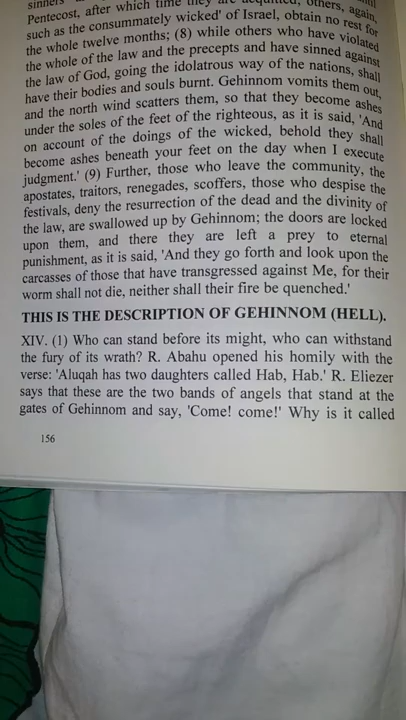 sinners
Pentecost, after which time they are acquitted; others, again,
such as the consummately wicked' of Israel, obtain no rest for
the whole twelve months; (8) while others who have violated
the whole of the law and the precepts and have sinned against
the law of God, going the idolatrous way of the nations, shall
have their bodies and souls burnt. Gehinnom vomits them out,
and the north wind scatters them, so that they become ashes
under the soles of the feet of the righteous, as it is said, 'And
on account of the doings of the wicked, behold they shall
become ashes beneath your feet on the day when I execute
judgment.' (9) Further, those who leave the community, the
apostates, traitors, renegades, scoffers, those who despise the
festivals, deny the resurrection of the dead and the divinity of
the law, are swallowed up by Gehinnom; the doors are locked
upon them, and there they are left a prey to eternal
punishment, as it is said, 'And they go forth and look upon the
carcasses of those that have transgressed against Me, for their
worm shall not die, neither shall their fire be quenched.'
THIS IS THE DESCRIPTION OF GEHINNOM (HELL).
XIV. (1) Who can stand before its might, who can withstand
the fury of its wrath? R. Abahu opened his homily with the
verse: 'Aluqah has two daughters called Hab, Hab.' R. Eliezer
says that these are the two bands of angels that stand at the
gates of Gehinnom and say, 'Come! come!' Why is it called
156